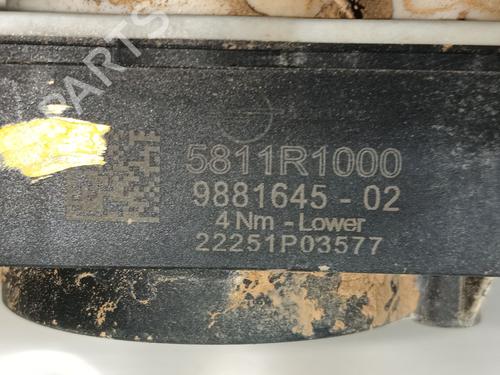 PARTS
5811R1000
9881645 - 02
4 Nm - Lower
22251P03577